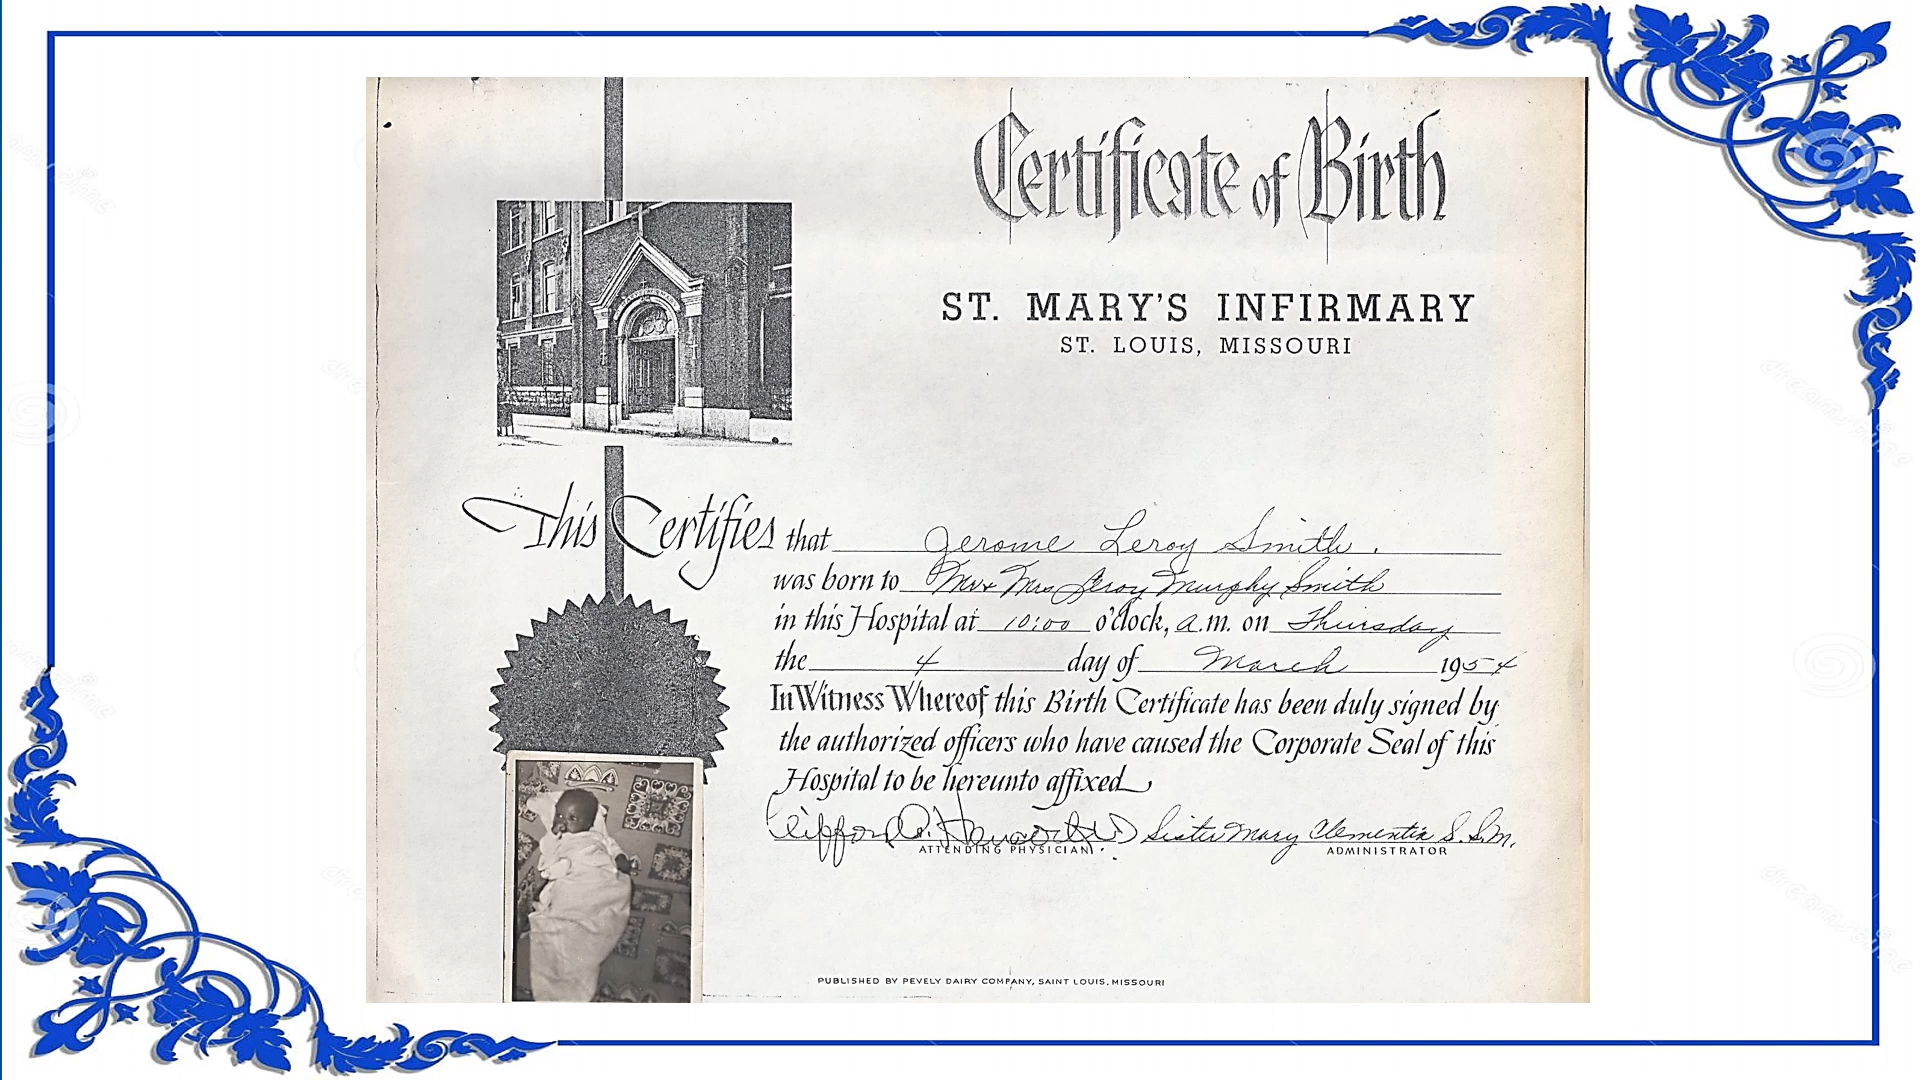 Certificate of Birth
ST. MARY'S INFIRMARY
ST. LOUIS, MISSOURI
This Certifies that Jerome Leroy Smith.
was born to Mr + Mrs Leroy Murphy Smith
in this Hospital at 10:00 o'clock, a.m. on Thursday
the 4 day of March 1954
In Witness Whereof this Birth Certificate has been duly signed by
the authorized officers who have caused the Corporate Seal of this
Hospital to be hereunto affixed
Sister Mary Clementia S.S.M.
ATTENDING PHYSICIAN ADMINISTRATOR
PUBLISHED BY PEVELY DAIRY COMPANY, SAINT LOUIS, MISSOURI